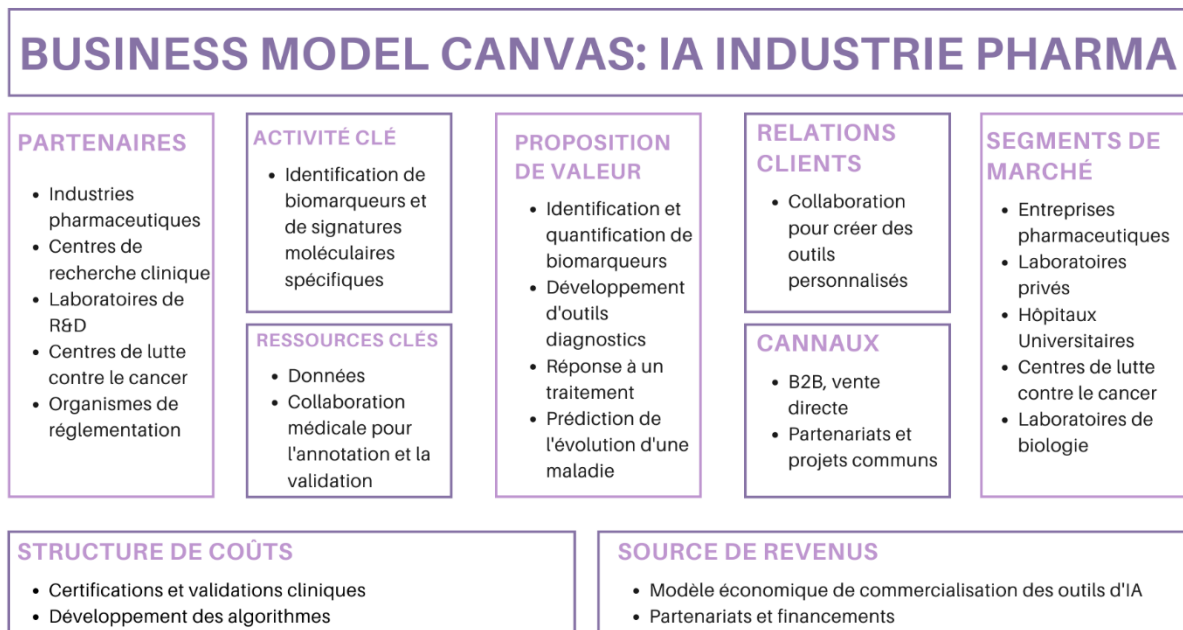 BUSINESS MODEL CANVAS: IA INDUSTRIE PHARMA
PARTENAIRES
• Industries
pharmaceutiques
• Centres de
recherche clinique
• Laboratoires de
R&D
• Centres de lutte
contre le cancer
• Organismes de
réglementation
ACTIVITÉ CLÉ
• Identification de
biomarqueurs et
de signatures
moléculaires
spécifiques
RESSOURCES CLÉS
• Données
• Collaboration
médicale pour
l'annotation et la
validation
PROPOSITION
DE VALEUR
• Identification et
quantification de
biomarqueurs
• Développement
d'outils
diagnostics
• Réponse à un
traitement
• Prédiction de
l'évolution d'une
maladie
RELATIONS
CLIENTS
• Collaboration
pour créer des
outils
personnalisés
CANNAUX
• B2B, vente
directe
• Partenariats et
projets communs
SEGMENTS DE
MARCHÉ
• Entreprises
pharmaceutiques
• Laboratoires
privés
• Hôpitaux
Universitaires
• Centres de lutte
contre le cancer
• Laboratoires de
biologie
STRUCTURE DE COÛTS
• Certifications et validations cliniques
• Développement des algorithmes
SOURCE DE REVENUS
• Modèle économique de commercialisation des outils d'IA
• Partenariats et financements